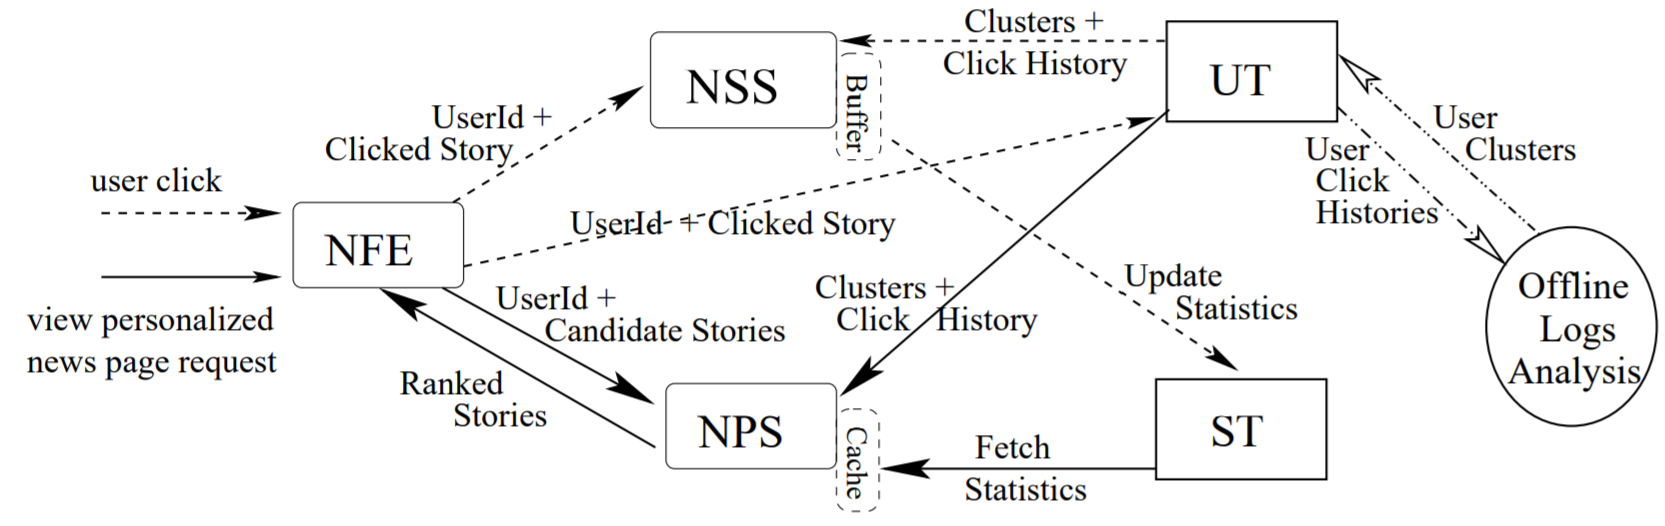 Clusters +
Click History
NSS
Buffer
UT
UserId +
Clicked Story
User
Clusters
User
Click
Histories
user click
UserId + Clicked Story
NFE
view personalized
news page request
UserId +
Candidate Stories
Clusters +
Click History
Update
Statistics
Offline
Logs
Analysis
Ranked
Stories
NPS
Cache
Fetch
Statistics
ST